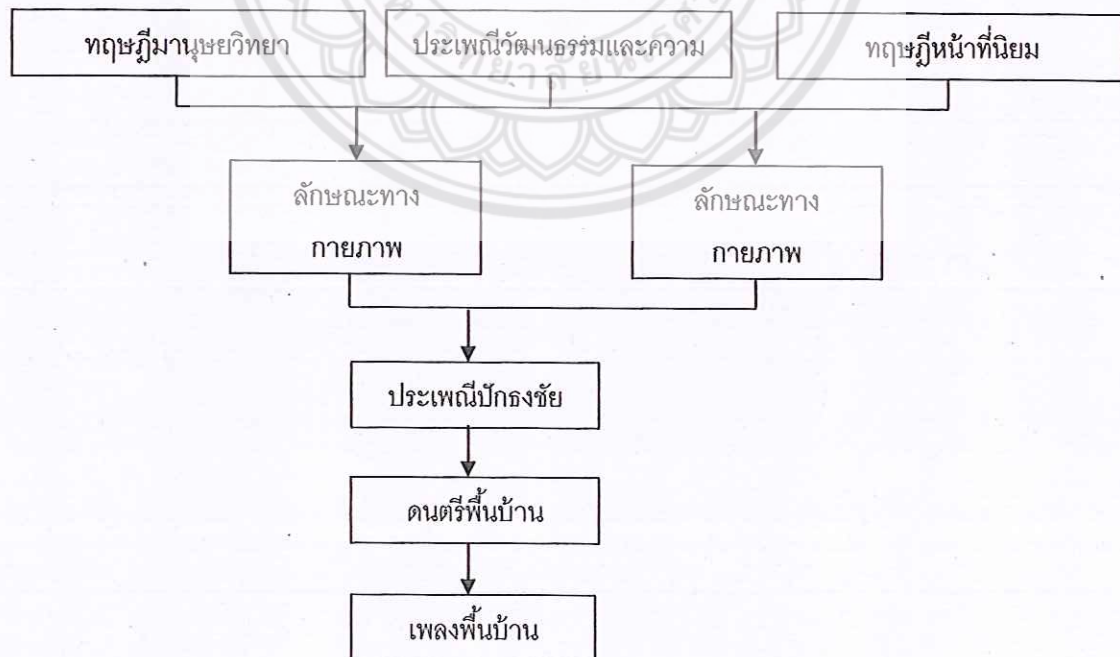 ทฤษฎีมานุษยวิทยา
ประเพณีวัฒนธรรมและความ
ทฤษฎีหน้าที่นิยม
ลักษณะทาง
กายภาพ
ลักษณะทาง
กายภาพ
ประเพณีปักธงชัย
ดนตรีพื้นบ้าน
เพลงพื้นบ้าน